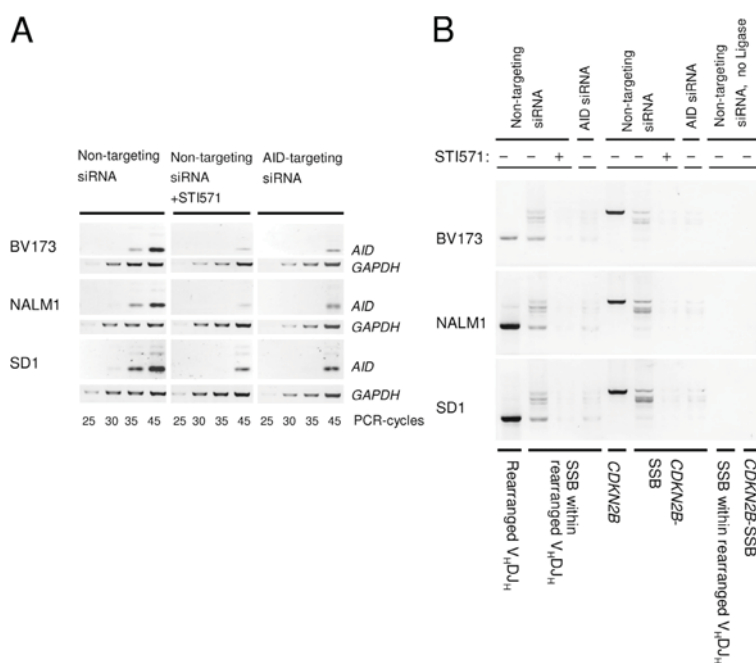 A
Non-targeting
siRNA
Non-targeting
siRNA
+STI571
AID-targeting
siRNA
BV173
AID
GAPDH
NALM1
AID
GAPDH
SD1
AID
GAPDH
25 30 35 45 25 30 35 45 25 30 35 45 PCR-cycles
B
Non-targeting
siRNA
AID siRNA
Non-targeting
siRNA
AID siRNA
Non-targeting
siRNA, no Ligase
STI571: – – + – – – + – – –
BV173
NALM1
SD1
Rearranged VHDJH
SSB within
rearranged VHDJH
CDKN2B
CDKN2B-
SSB
SSB within rearranged VHDJH
CDKN2B-SSB